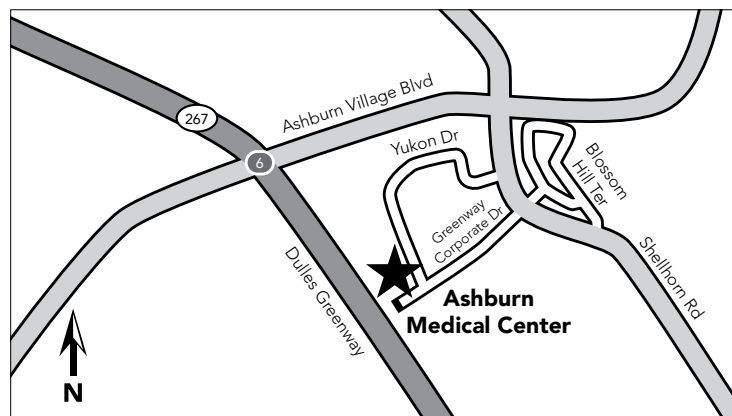 Ashburn Village Blvd
267
6
Yukon Dr
Blossom
Hill Ter
Greenway
Corporate Dr
Dulles Greenway
Shellhorn Rd
Ashburn
Medical Center
N